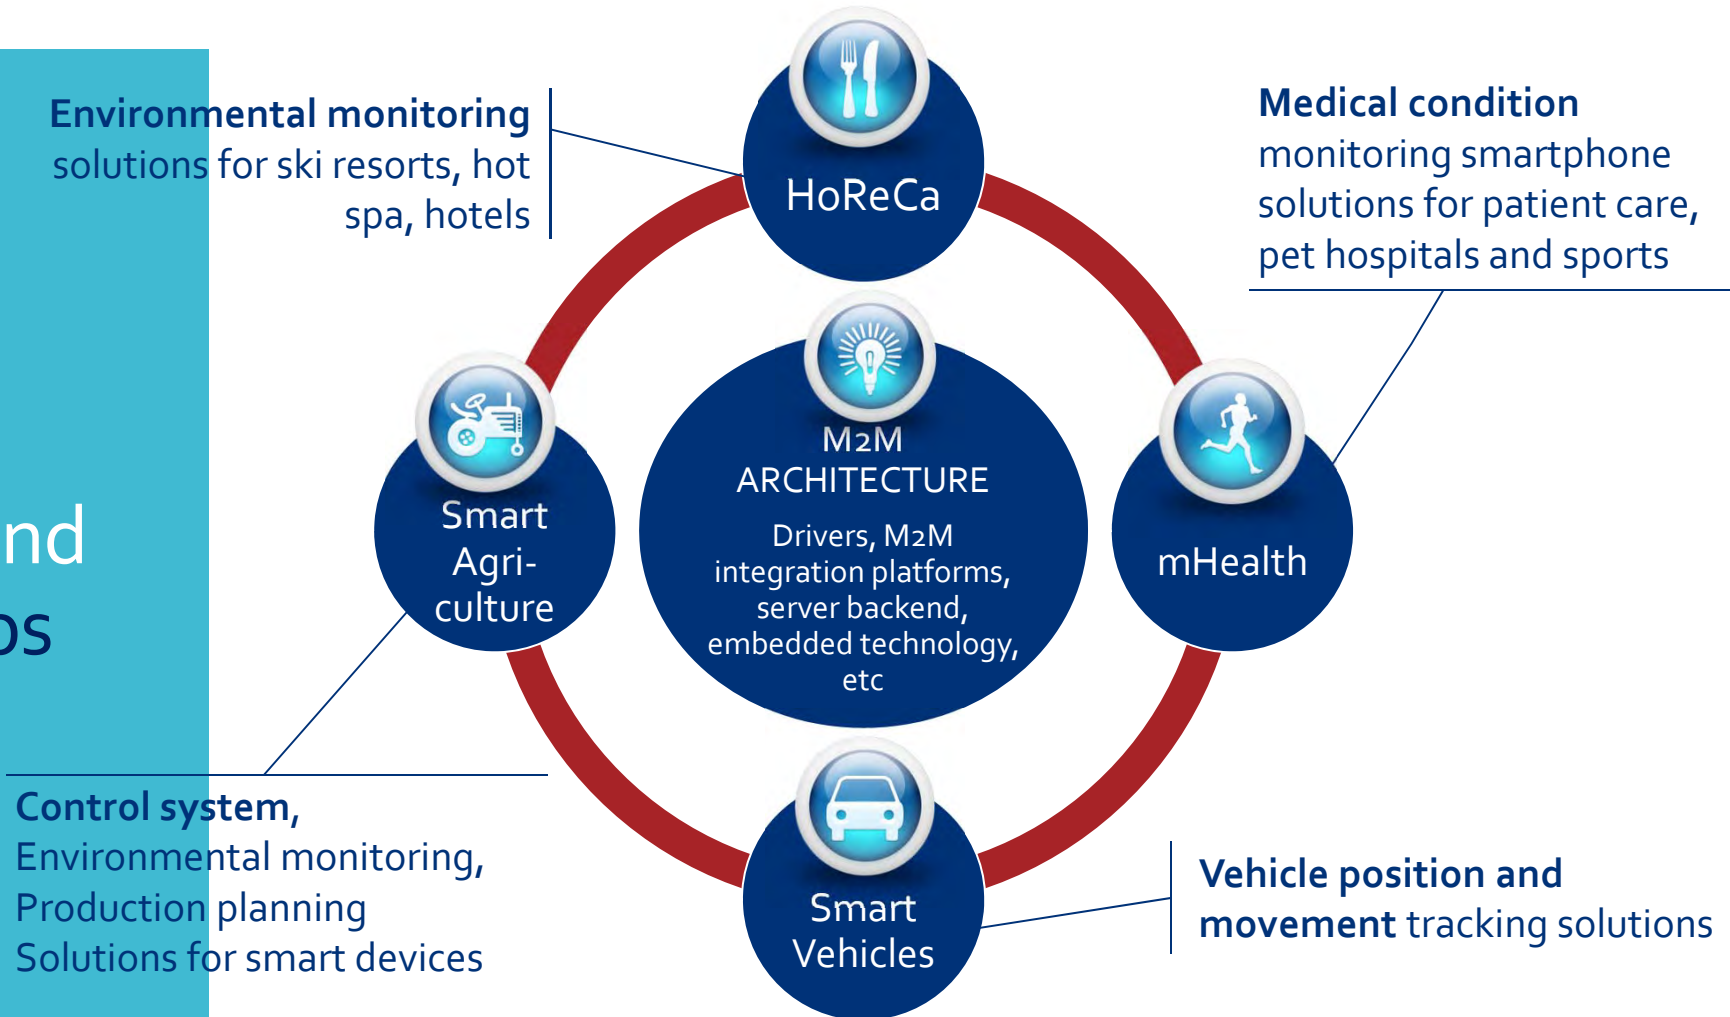 Environmental monitoring
solutions for ski resorts, hot
spa, hotels
HoReCa
Medical condition
monitoring smartphone
solutions for patient care,
pet hospitals and sports
M2M
ARCHITECTURE
Drivers, M2M
integration platforms,
server backend,
embedded technology,
etc
Smart
Agri-
culture
mHealth
Control system,
Environmental monitoring,
Production planning
Solutions for smart devices
Smart
Vehicles
Vehicle position and
movement tracking solutions